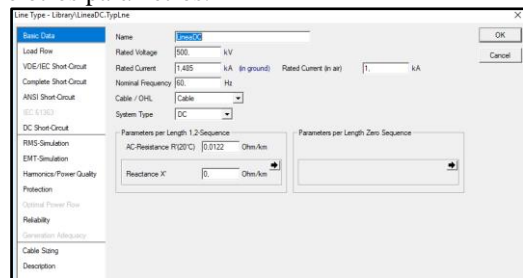 Line Type - Library\LineaDC.TypLne
Basic Data
Load Flow
VDE/IEC Short-Circuit
Complete Short-Circuit
ANSI Short-Circuit
IEC 61363
DC Short-Circuit
RMS-Simulation
EMT-Simulation
Harmonics/Power Quality
Protection
Optimal Power Flow
Reliability
Generation Adequacy
Cable Sizing
Description
Name LineaDC
Rated Voltage 500. kV
Rated Current 1,485 kA (in ground) Rated Current (in air) 1. kA
Nominal Frequency 60. Hz
Cable / OHL Cable
System Type DC
Parameters per Length 1,2-Sequence
AC-Resistance R'(20°C) 0,0122 Ohm/km
Reactance X' 0. Ohm/km
Parameters per Length Zero Sequence
OK
Cancel